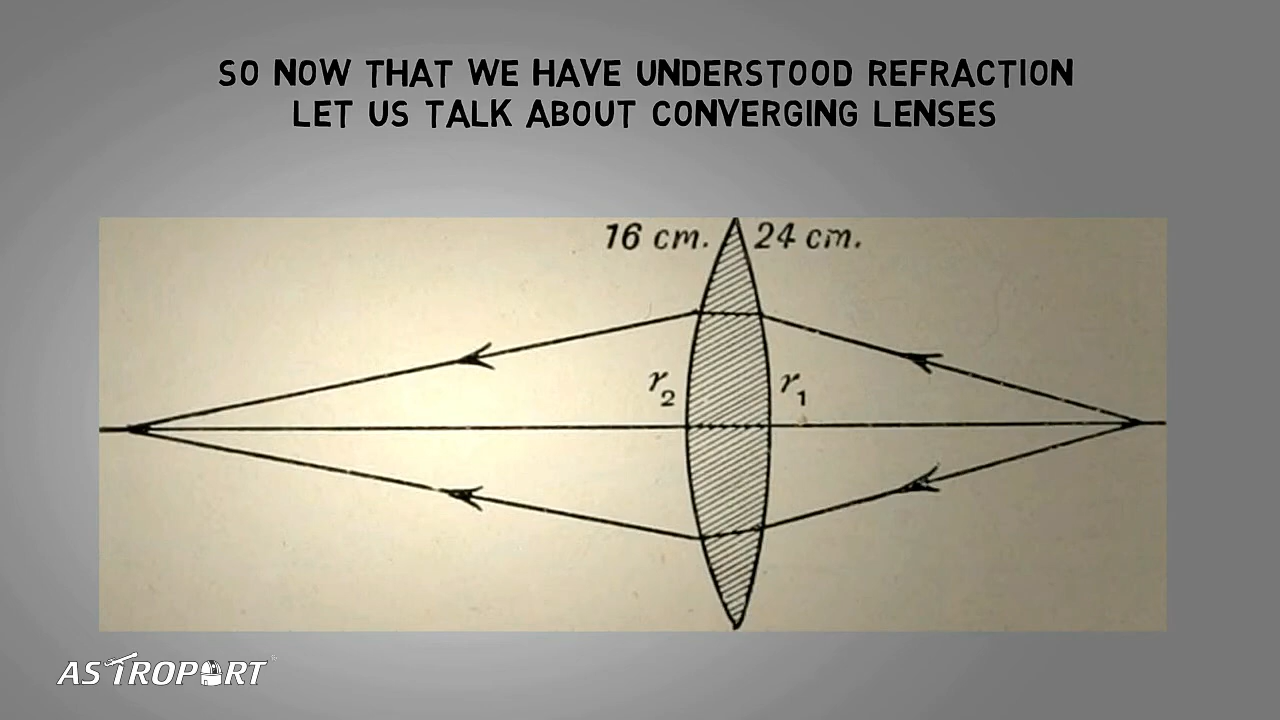 SO NOW THAT WE HAVE UNDERSTOOD REFRACTION
LET US TALK ABOUT CONVERGING LENSES
16 cm. 24 cm.
r2 r1
ASTROPORT